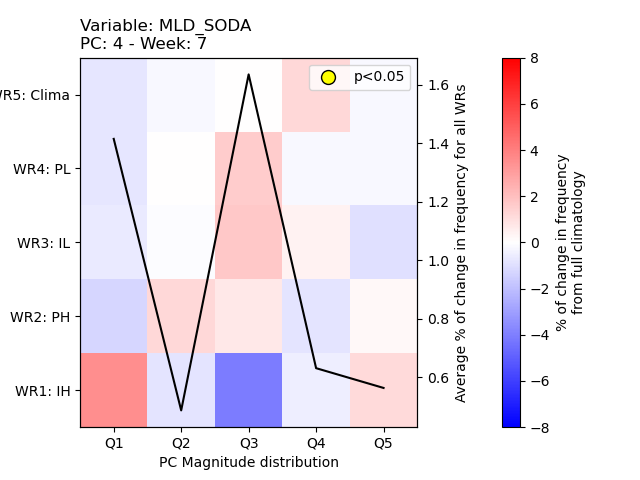 Variable: MLD_SODA
PC: 4 - Week: 7
WR5: Clima
WR4: PL
WR3: IL
WR2: PH
WR1: IH
Q1 Q2 Q3 Q4 Q5
PC Magnitude distribution
p<0.05
1.6
1.4
1.2
1.0
0.8
0.6
Average % of change in frequency for all WRs
8
6
4
2
0
−2
−4
−6
−8
% of change in frequency
from full climatology